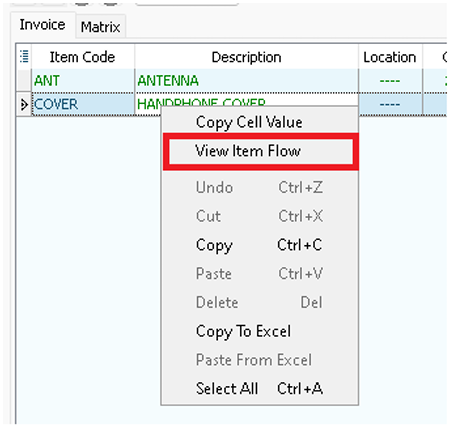 Invoice Matrix
Item Code Description Location
ANT ANTENNA ----
COVER HANDPHONE COVER ----
Copy Cell Value
View Item Flow
Undo Ctrl+Z
Cut Ctrl+X
Copy Ctrl+C
Paste Ctrl+V
Delete Del
Copy To Excel
Paste From Excel
Select All Ctrl+A